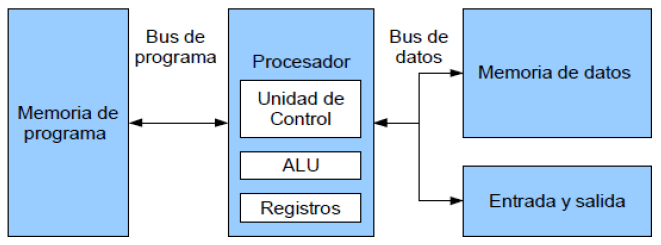 Memoria de
programa
Bus de
programa
Procesador
Unidad de
Control
ALU
Registros
Bus de
datos
Memoria de datos
Entrada y salida